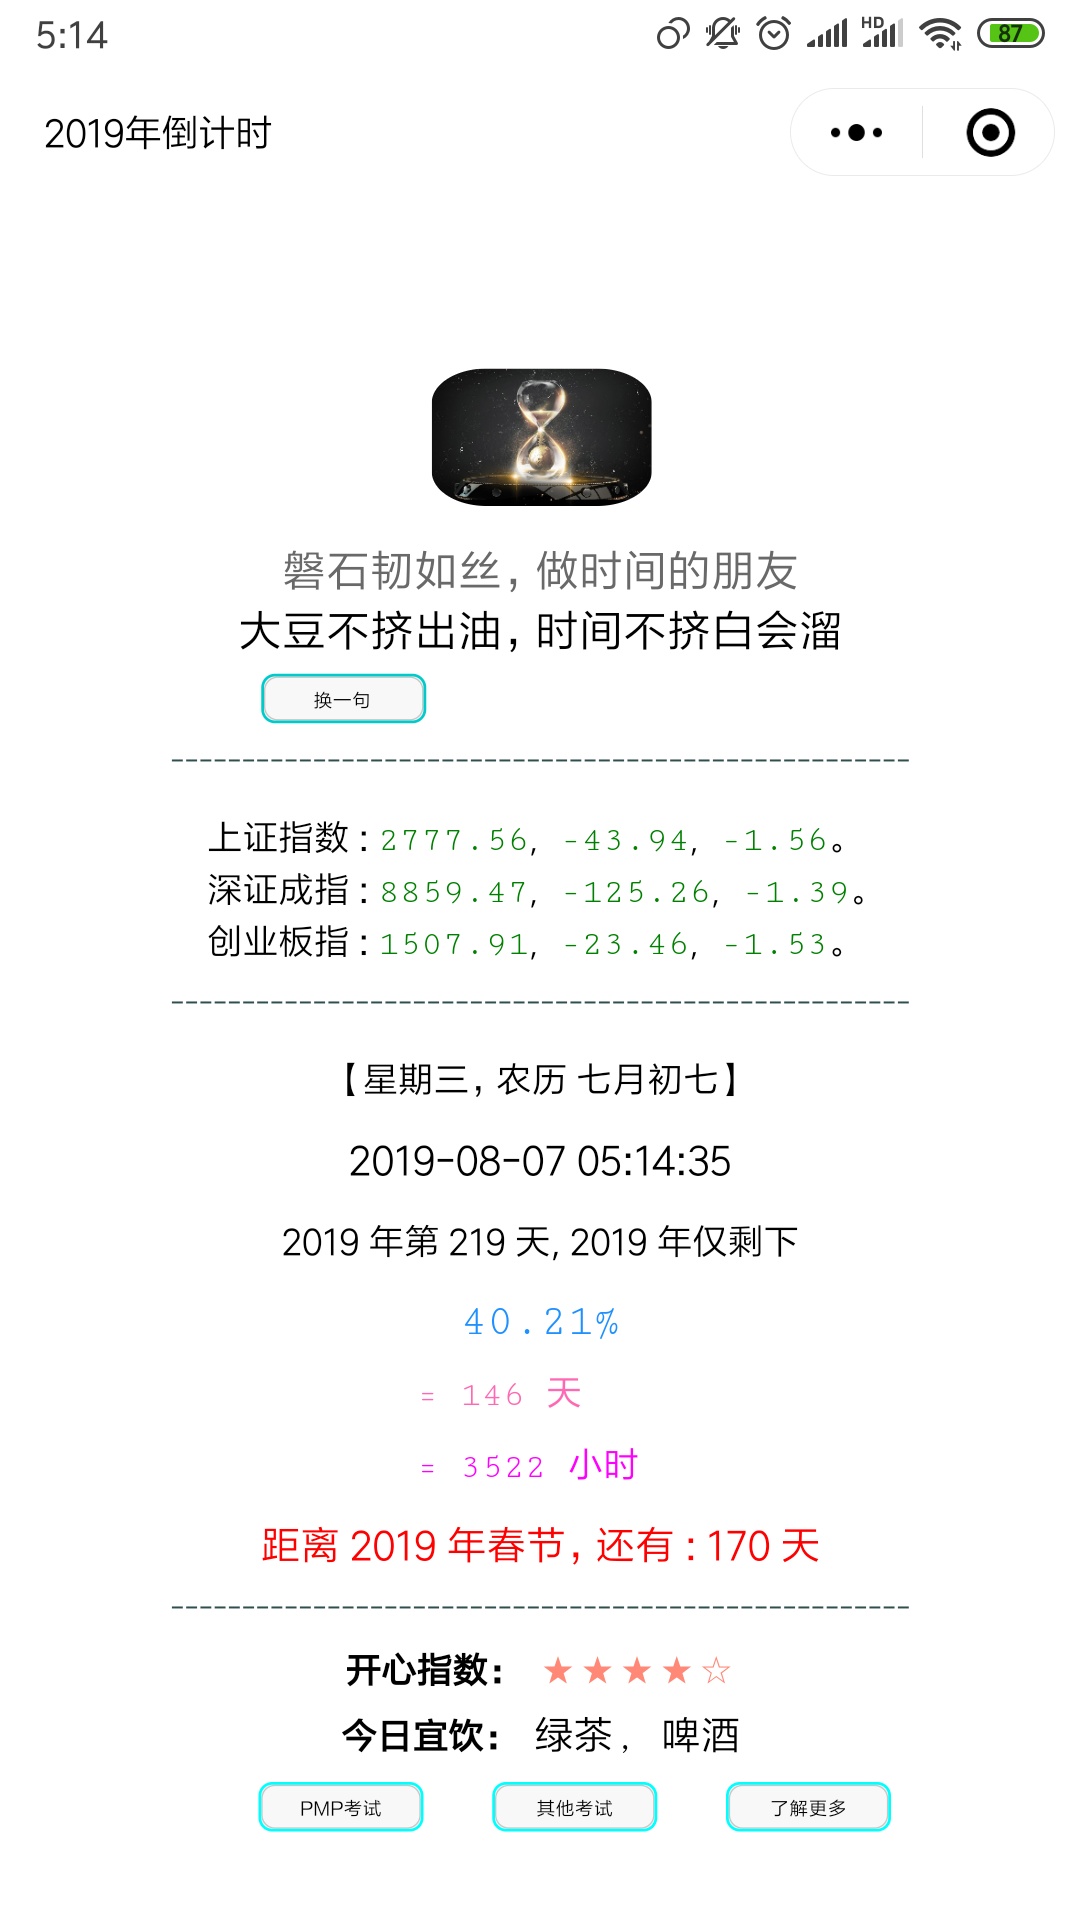 5:14
HD
87
2019年倒计时
磐石韧如丝，做时间的朋友
大豆不挤出油，时间不挤白会溜
换一句
----------------------------------------------------
上证指数：2777.56, -43.94, -1.56。
深证成指：8859.47, -125.26, -1.39。
创业板指：1507.91, -23.46, -1.53。
----------------------------------------------------
【星期三，农历 七月初七】
2019-08-07 05:14:35
2019 年第 219 天, 2019 年仅剩下
40.21%
= 146 天
= 3522 小时
距离 2019 年春节，还有：170 天
----------------------------------------------------
开心指数： ★★★★☆
今日宜饮： 绿茶， 啤酒
PMP考试 其他考试 了解更多